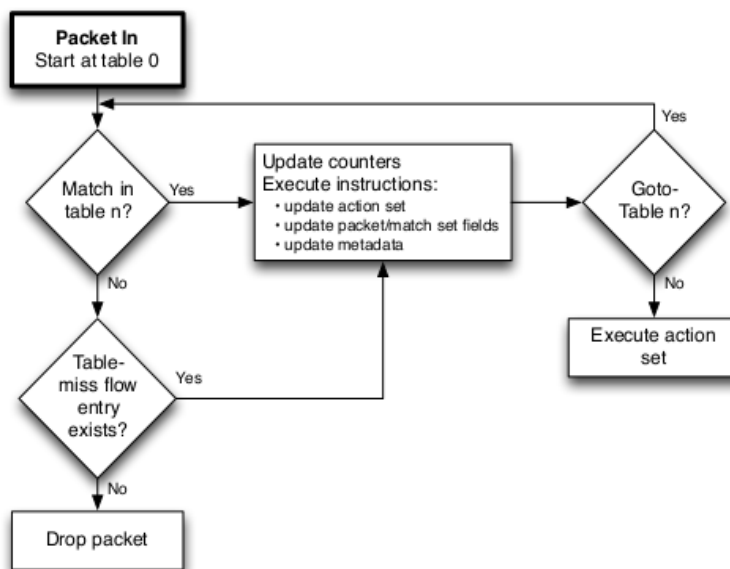 Packet In
Start at table 0
Yes
Match in
table n?
Yes
Update counters
Execute instructions:
• update action set
• update packet/match set fields
• update metadata
Goto-
Table n?
No
No
Execute action
set
Table-
miss flow
entry
exists?
Yes
No
Drop packet